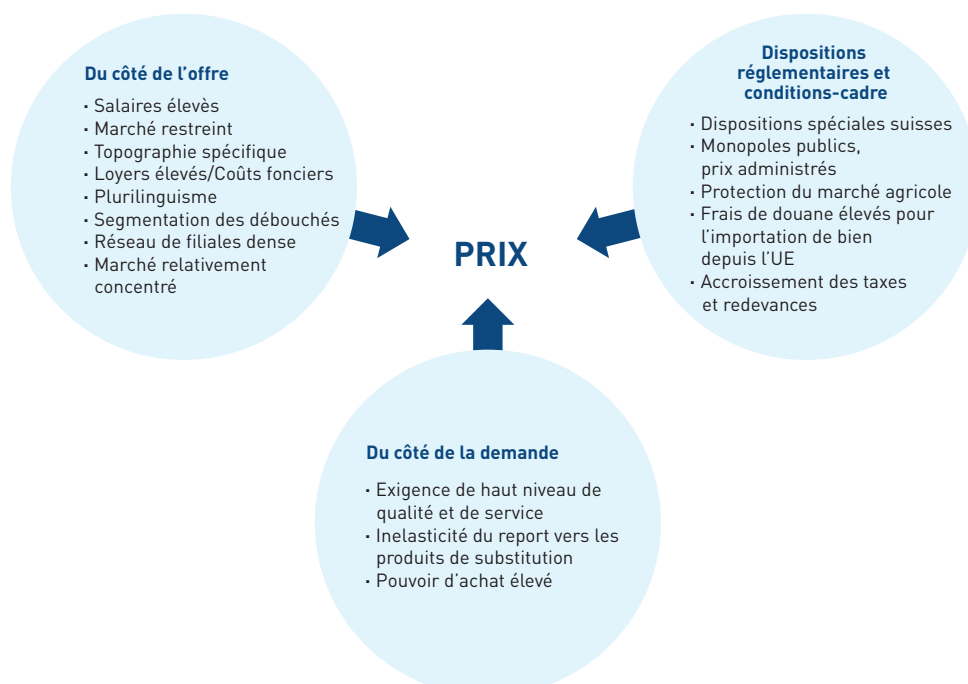 Du côté de l’offre
· Salaires élevès
· Marché restreint
· Topographie spécifique
· Loyers élevés/Coûts fonciers
· Plurilinguisme
· Segmentation des débouchés
· Réseau de filiales dense
· Marché relativement
concentré
Dispositions
réglementaires et
conditions-cadre
· Dispositions spéciales suisses
· Monopoles publics,
prix administrés
· Protection du marché agricole
· Frais de douane élevés pour
l’importation de bien
depuis l’UE
· Accroissement des taxes
et redevances
PRIX
Du côté de la demande
· Exigence de haut niveau de
qualité et de service
· Inelasticité du report vers les
produits de substitution
· Pouvoir d’achat élevé